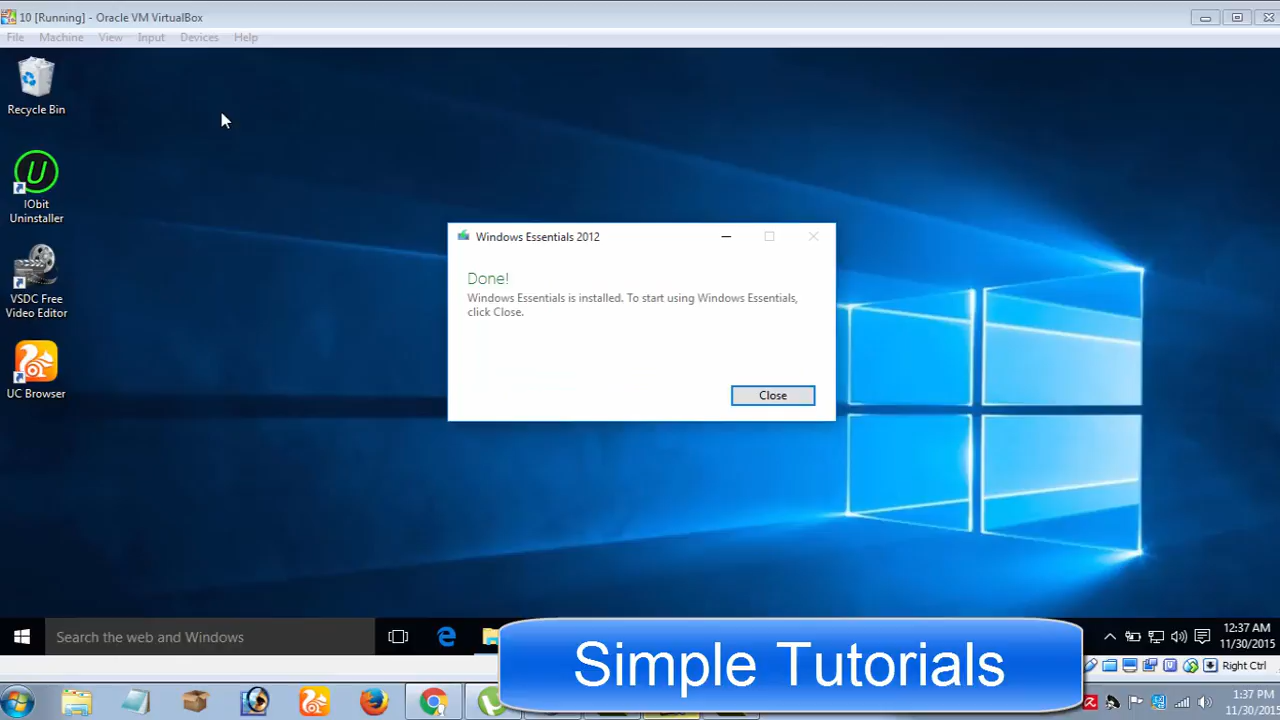 10 [Running] - Oracle VM VirtualBox
File Machine View Input Devices Help
Recycle Bin
IObit
Uninstaller
VSDC Free
Video Editor
UC Browser
Windows Essentials 2012
Done!
Windows Essentials is installed. To start using Windows Essentials,
click Close.
Close
Search the web and Windows
12:37 AM
11/30/2015
Simple Tutorials
Right Ctrl
1:37 PM
11/30/2015